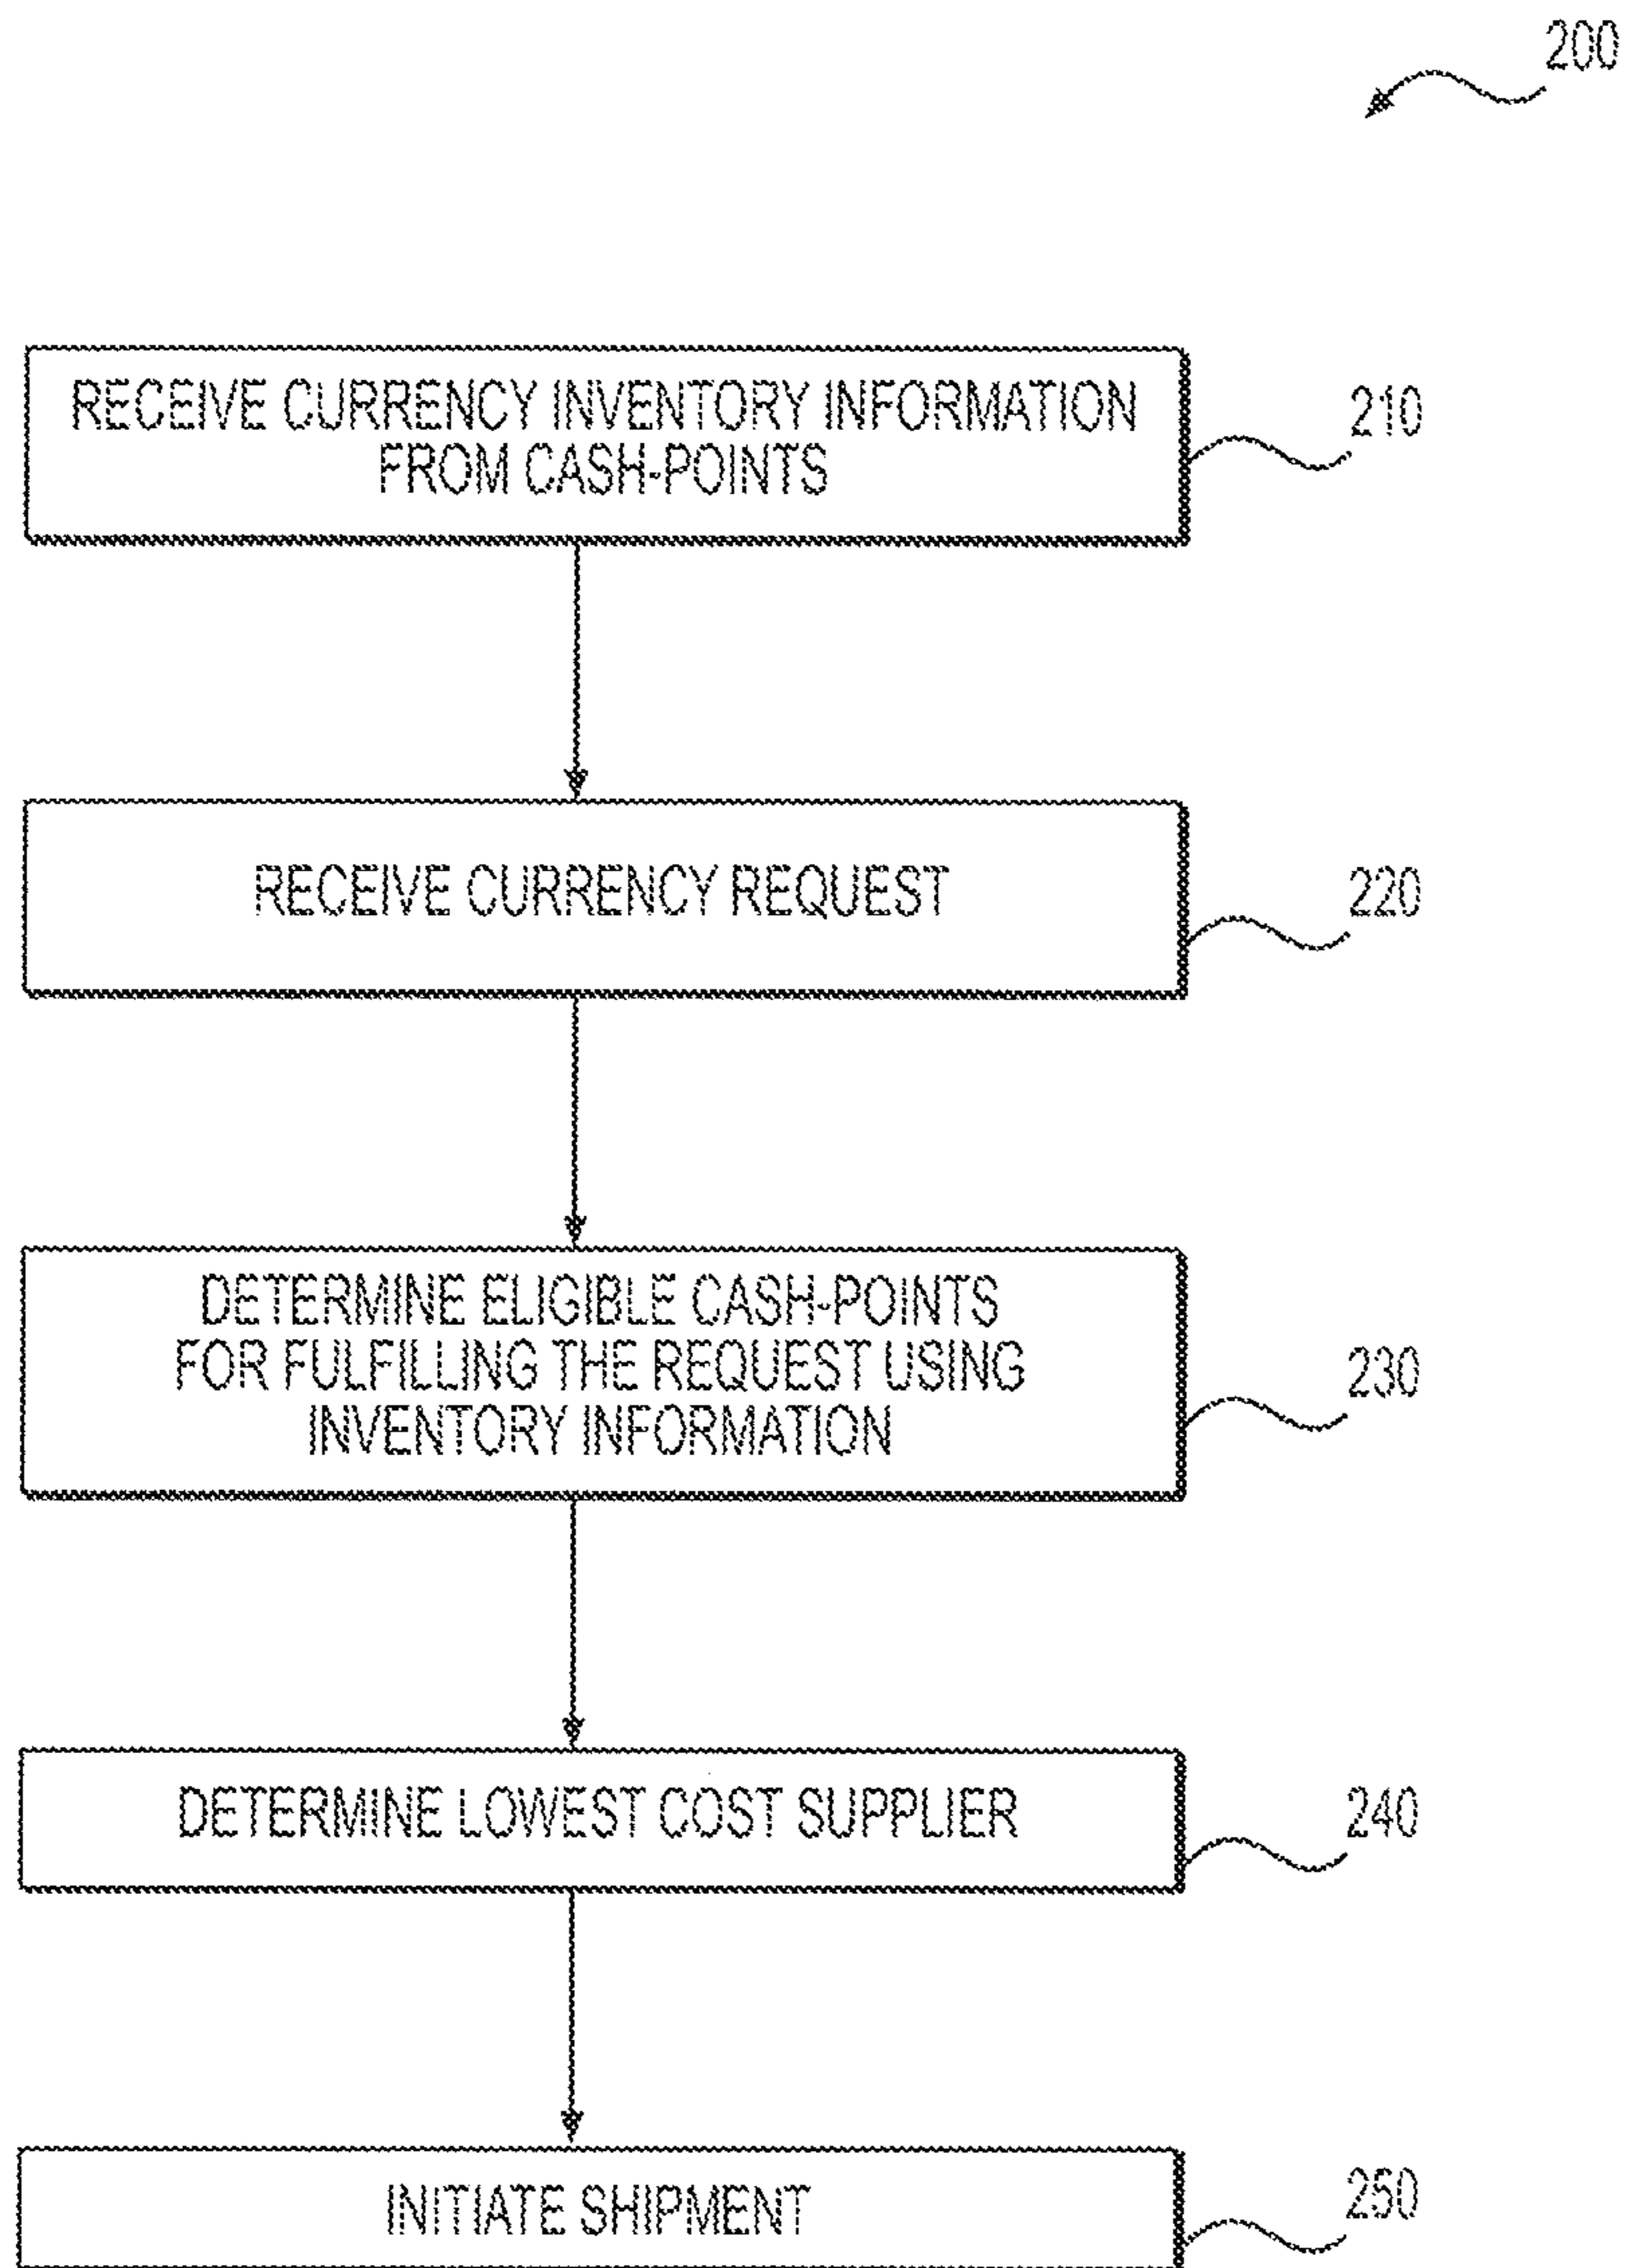 200
RECEIVE CURRENCY INVENTORY INFORMATION
FROM CASH-POINTS
210
RECEIVE CURRENCY REQUEST
220
DETERMINE ELIGIBLE CASH-POINTS
FOR FULFILLING THE REQUEST USING
INVENTORY INFORMATION
230
DETERMINE LOWEST COST SUPPLIER
240
INITIATE SHIPMENT
250